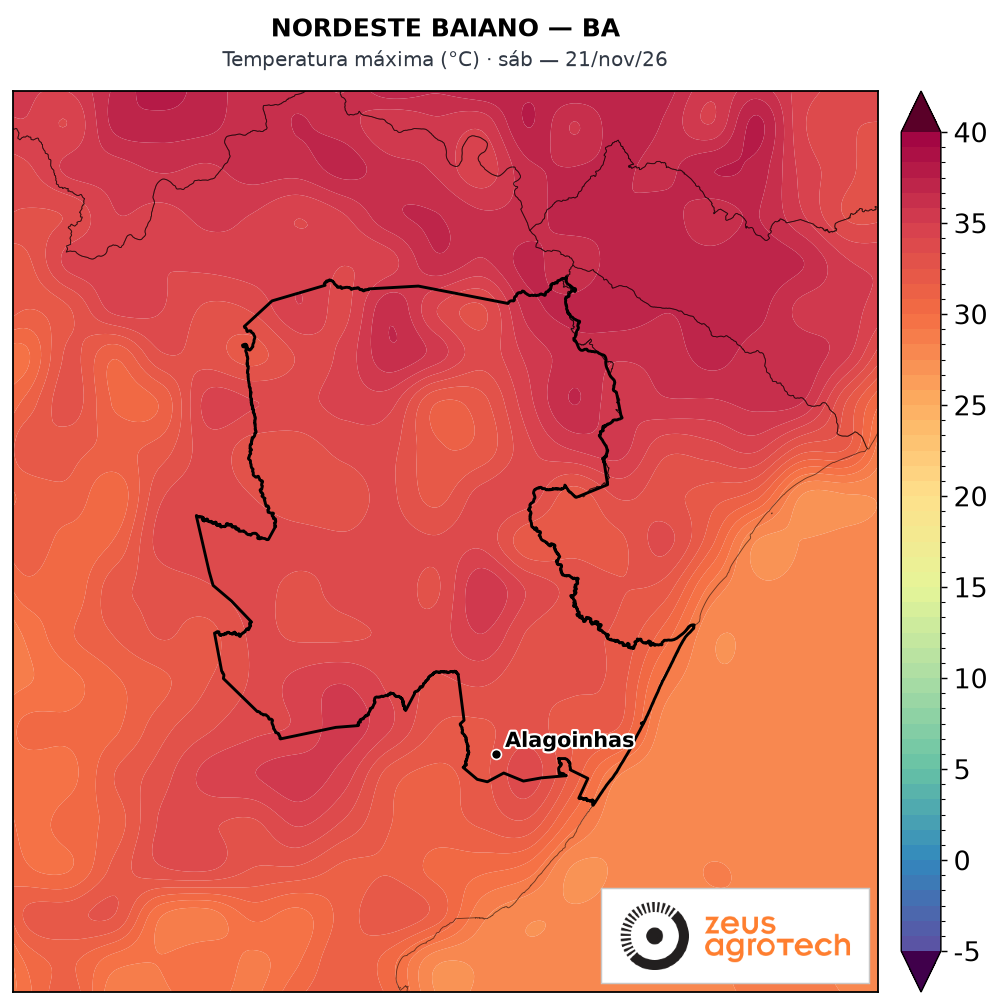 NORDESTE BAIANO — BA
Temperatura máxima (°C) · sáb — 21/nov/26
40
35
30
25
20
15
10
5
0
-5
Alagoinhas
zeus
agrotech